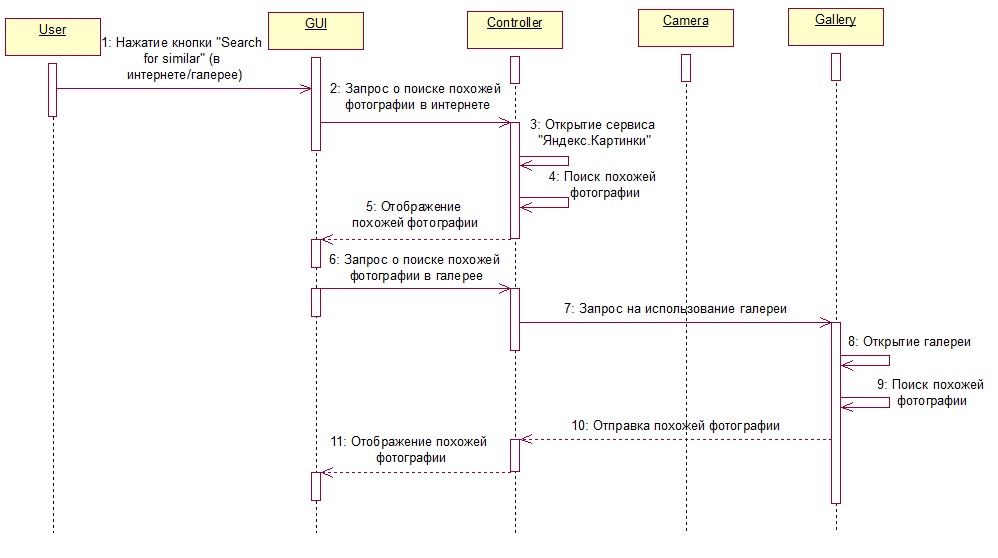 User
GUI
Controller
Camera
Gallery
1: Нажатие кнопки "Search
for similar" (в
интернете/галерее)
2: Запрос о поиске похожей
фотографии в интернете
3: Открытие сервиса
"Яндекс.Картинки"
4: Поиск похожей
фотографии
5: Отображение
похожей фотографии
6: Запрос о поиске похожей
фотографии в галерее
7: Запрос на использование галереи
8: Открытие галереи
9: Поиск похожей
фотографии
10: Отправка похожей фотографии
11: Отображение похожей
фотографии